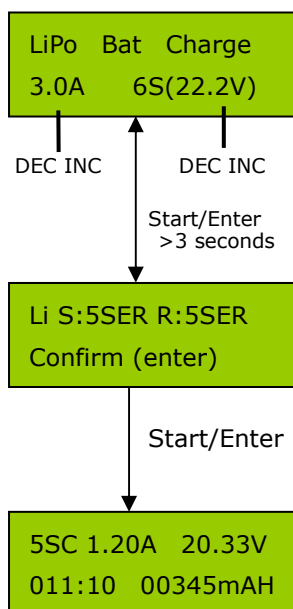 LiPo Bat Charge
3.0A 6S(22.2V)
DEC INC DEC INC
Start/Enter
>3 seconds
Li S:5SER R:5SER
Confirm (enter)
Start/Enter
5SC 1.20A 20.33V
011:10 00345mAH